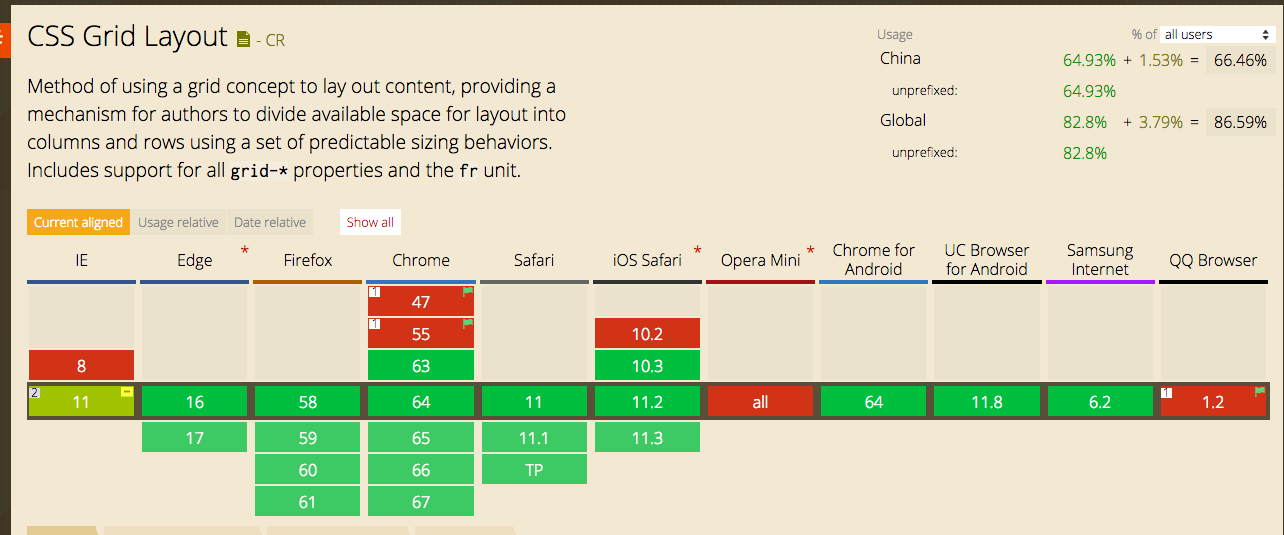 CSS Grid Layout - CR
Usage % of all users
China 64.93% + 1.53% = 66.46%
unprefixed: 64.93%
Global 82.8% + 3.79% = 86.59%
unprefixed: 82.8%
Method of using a grid concept to lay out content, providing a
mechanism for authors to divide available space for layout into
columns and rows using a set of predictable sizing behaviors.
Includes support for all grid-* properties and the fr unit.
Current aligned Usage relative Date relative Show all
IE Edge * Firefox Chrome Safari iOS Safari * Opera Mini * Chrome for Android UC Browser for Android Samsung Internet QQ Browser
1 47
1 55 10.2
8 63 10.3
2 11 - 16 58 64 11 11.2 all 64 11.8 6.2 1 1.2
17 59 65 11.1 11.3
60 66 TP
61 67